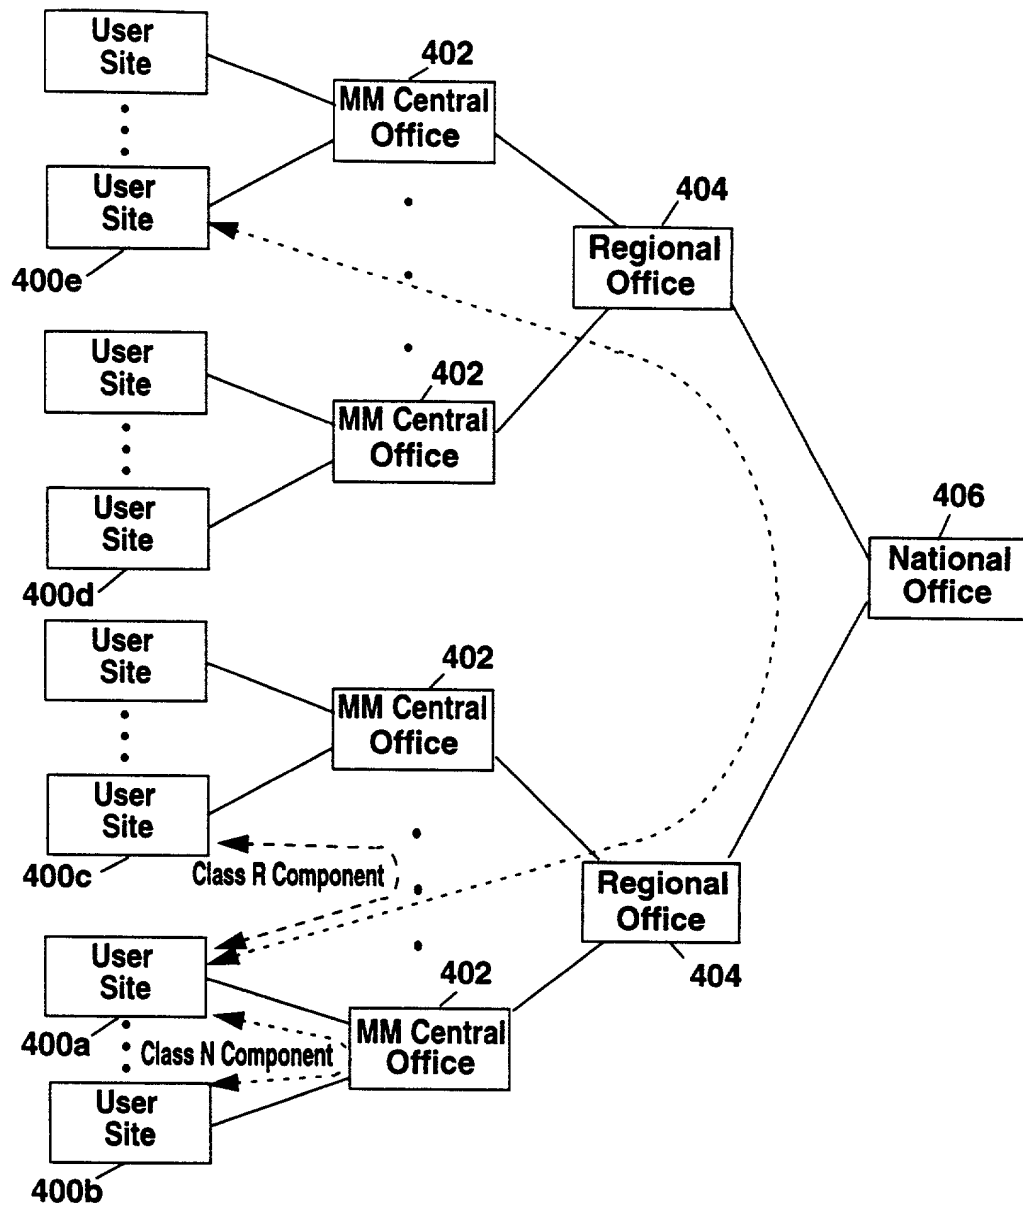 User
Site
402
MM Central
Office
User
Site
400e
404
Regional
Office
User
Site
402
MM Central
Office
User
Site
400d
406
National
Office
User
Site
402
MM Central
Office
User
Site
400c
Class R Component
Regional
Office
404
User
Site
400a
402
MM Central
Office
Class N Component
User
Site
400b